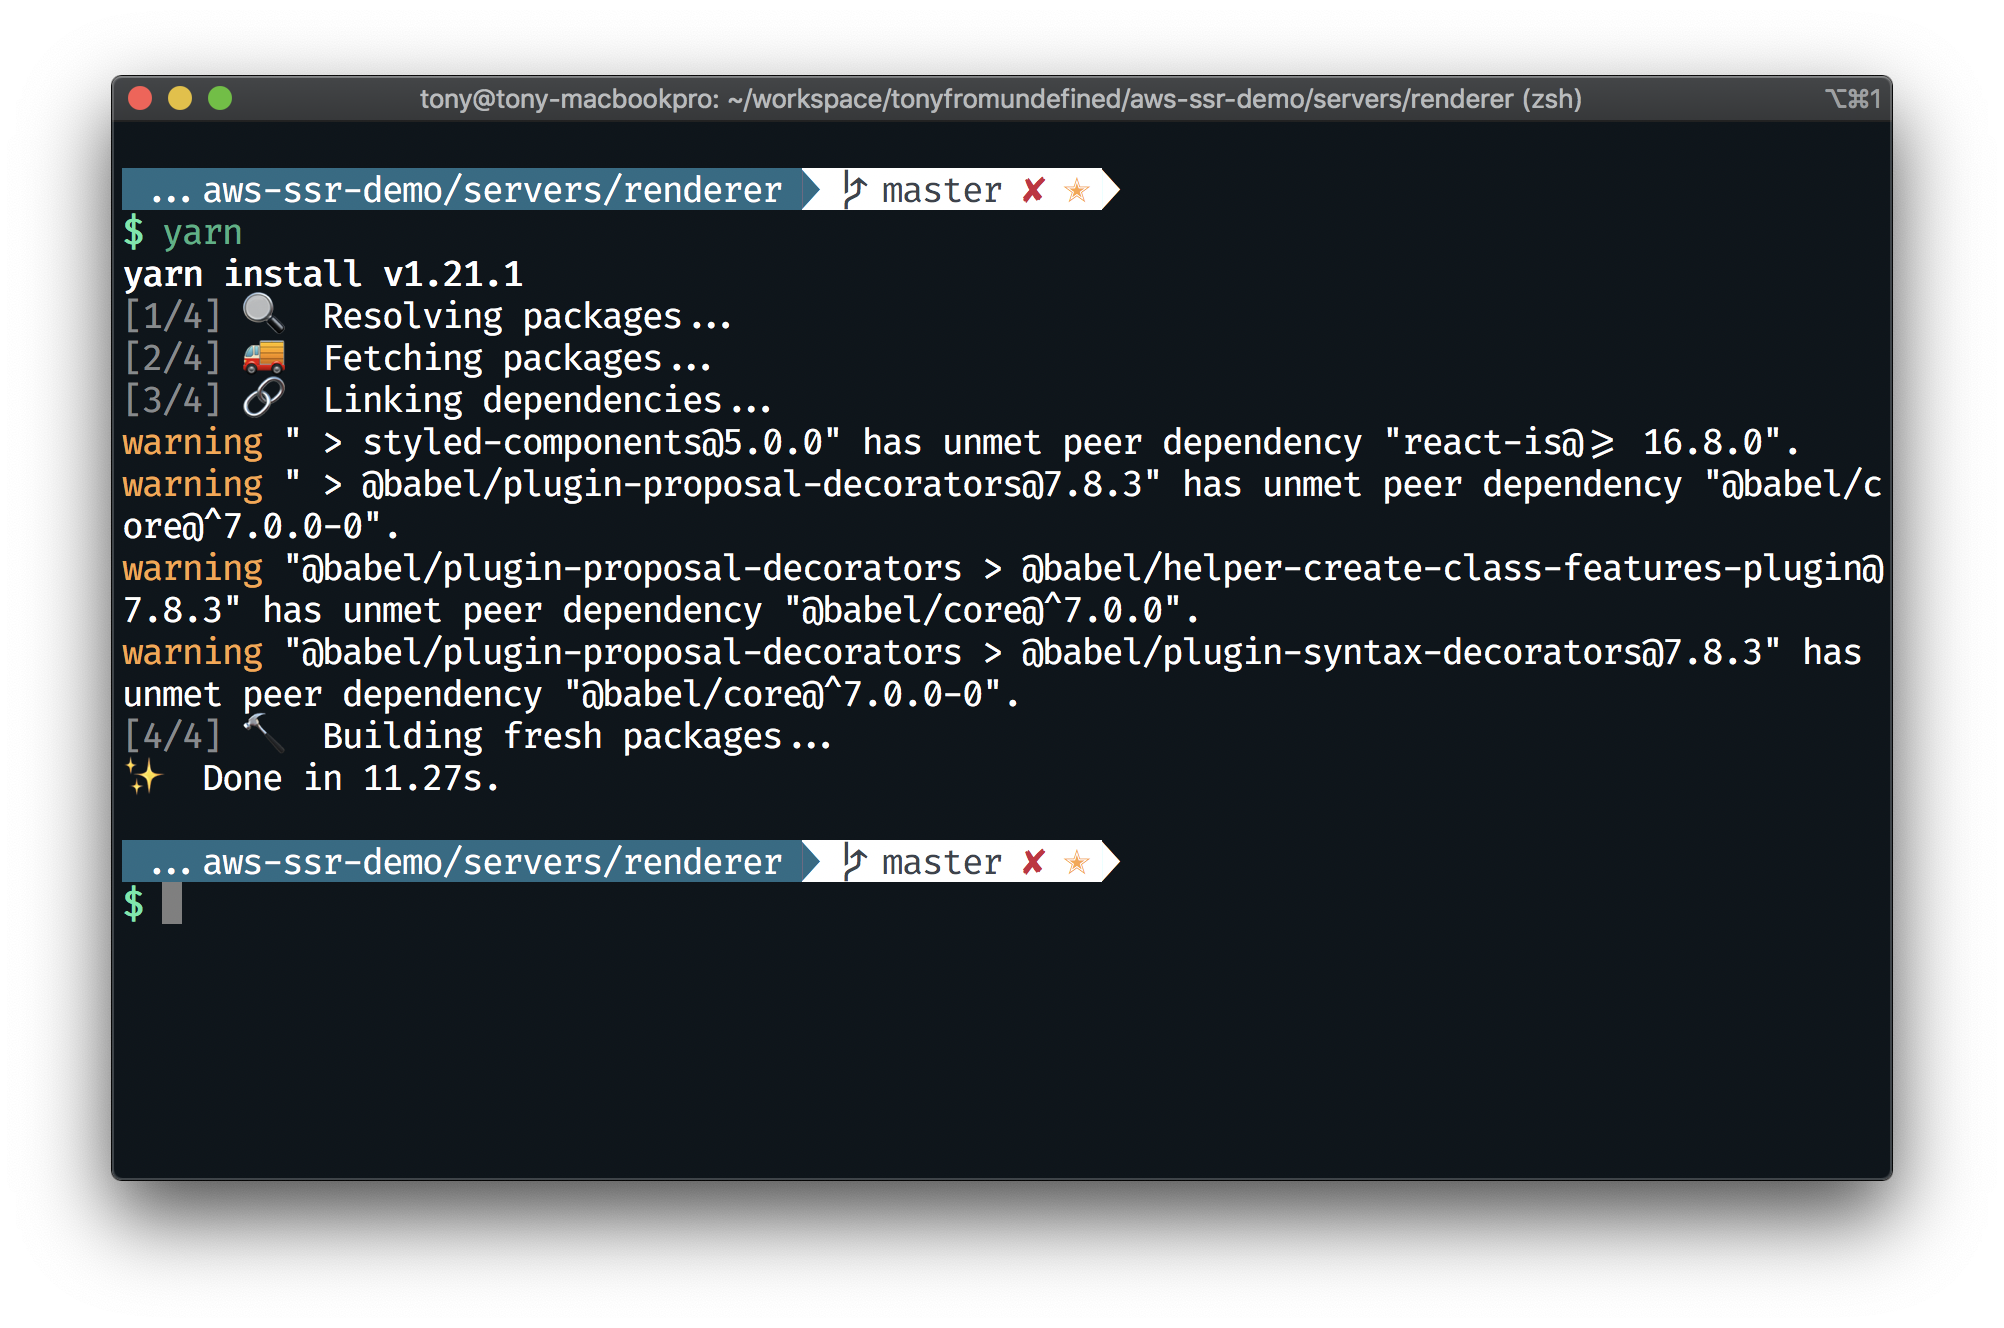 tony@tony-macbookpro: ~/workspace/tonyfromundefined/aws-ssr-demo/servers/renderer (zsh) ⌥⌘1
... aws-ssr-demo/servers/renderer master ✘ ✭
$ yarn
yarn install v1.21.1
[1/4] 🔍 Resolving packages...
[2/4] 🚚 Fetching packages...
[3/4] 🔗 Linking dependencies...
warning " > styled-components@5.0.0" has unmet peer dependency "react-is@>= 16.8.0".
warning " > @babel/plugin-proposal-decorators@7.8.3" has unmet peer dependency "@babel/c
ore@^7.0.0-0".
warning "@babel/plugin-proposal-decorators > @babel/helper-create-class-features-plugin@
7.8.3" has unmet peer dependency "@babel/core@^7.0.0".
warning "@babel/plugin-proposal-decorators > @babel/plugin-syntax-decorators@7.8.3" has
unmet peer dependency "@babel/core@^7.0.0-0".
[4/4] 🔨 Building fresh packages...
✨ Done in 11.27s.
... aws-ssr-demo/servers/renderer master ✘ ✭
$